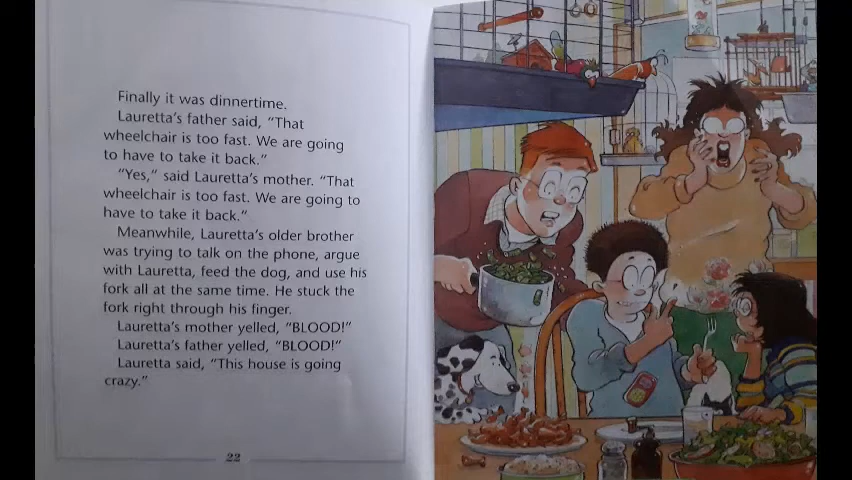 Finally it was dinnertime.
Lauretta's father said, "That
wheelchair is too fast. We are going
to have to take it back."
"Yes," said Lauretta's mother. "That
wheelchair is too fast. We are going to
have to take it back."
Meanwhile, Lauretta's older brother
was trying to talk on the phone, argue
with Lauretta, feed the dog, and use his
fork all at the same time. He stuck the
fork right through his finger.
Lauretta's mother yelled, "BLOOD!"
Lauretta's father yelled, "BLOOD!"
Lauretta said, "This house is going
crazy."
22